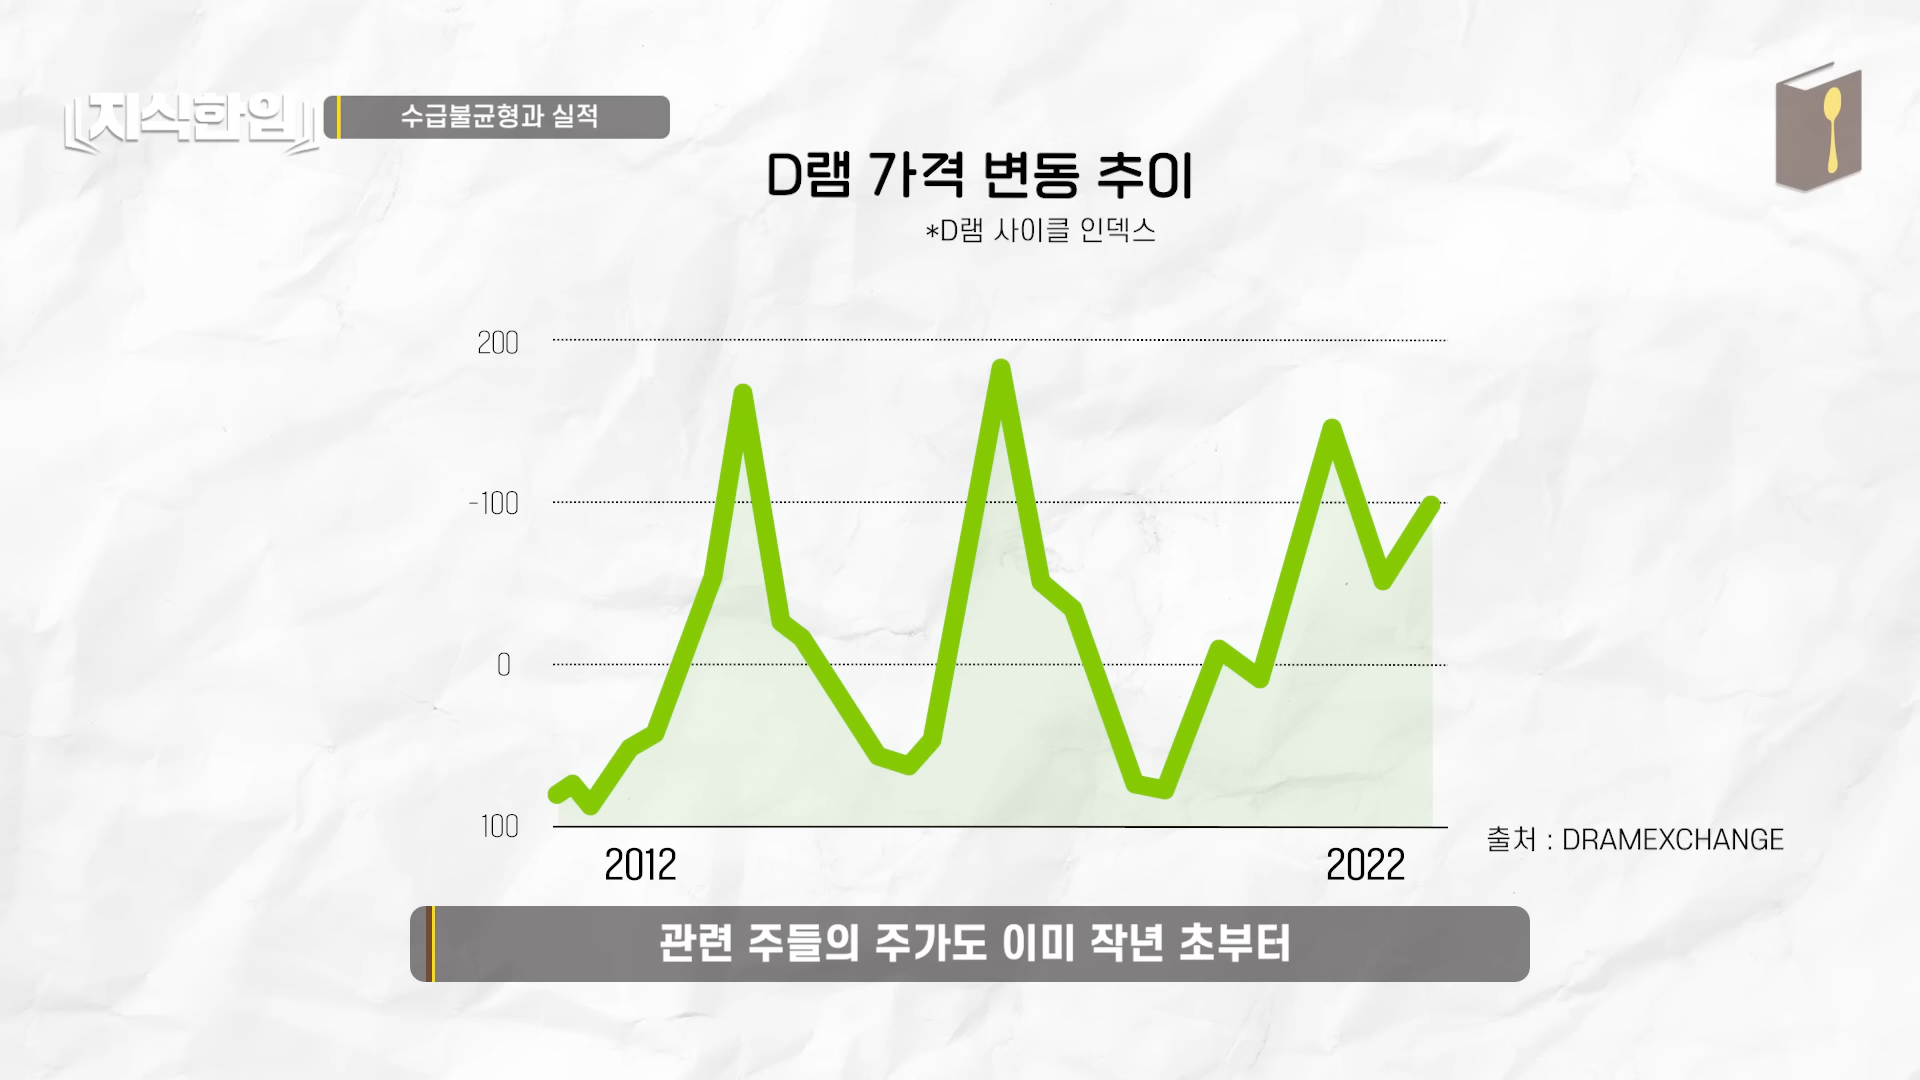 지식한입
수급불균형과 실적
D램 가격 변동 추이
*D램 사이클 인덱스
200
-100
0
100
2012
2022
출처 : DRAMEXCHANGE
관련 주들의 주가도 이미 작년 초부터